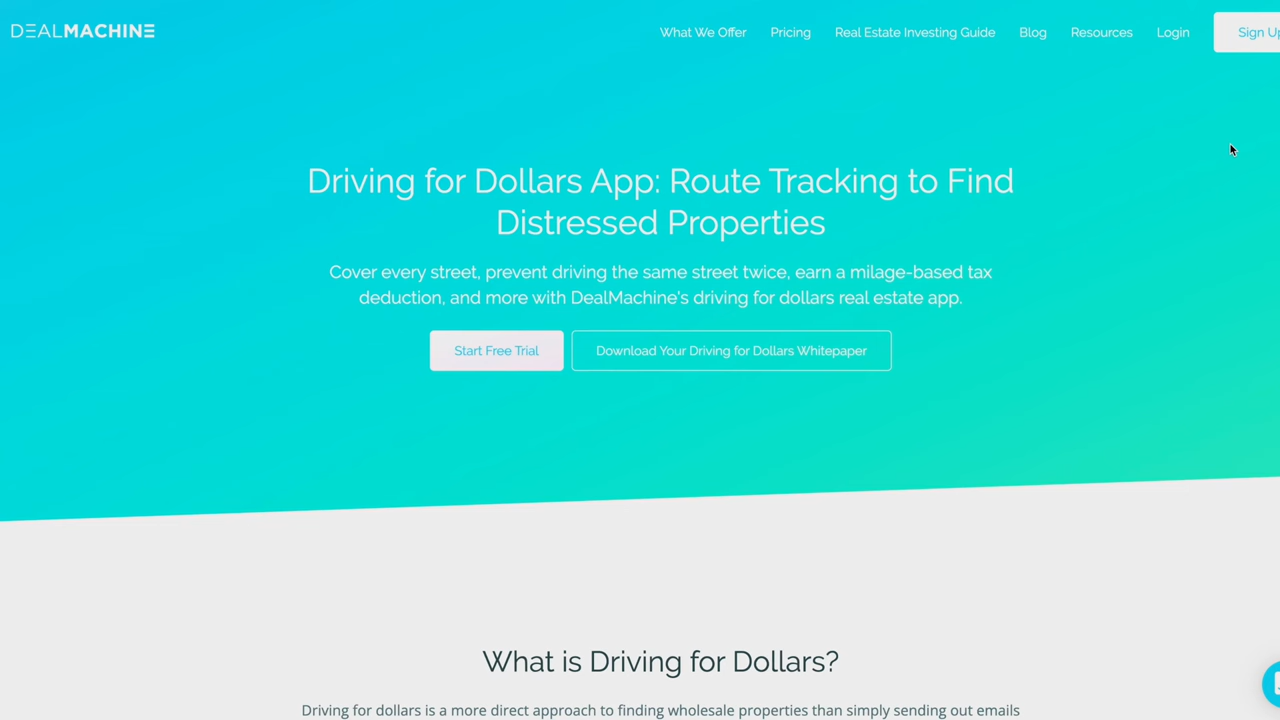 DEALMACHINE
What We Offer
Pricing
Real Estate Investing Guide
Blog
Resources
Login
Sign Up
Driving for Dollars App: Route Tracking to Find
Distressed Properties
Cover every street, prevent driving the same street twice, earn a milage-based tax
deduction, and more with DealMachine's driving for dollars real estate app.
Start Free Trial
Download Your Driving for Dollars Whitepaper
What is Driving for Dollars?
Driving for dollars is a more direct approach to finding wholesale properties than simply sending out emails